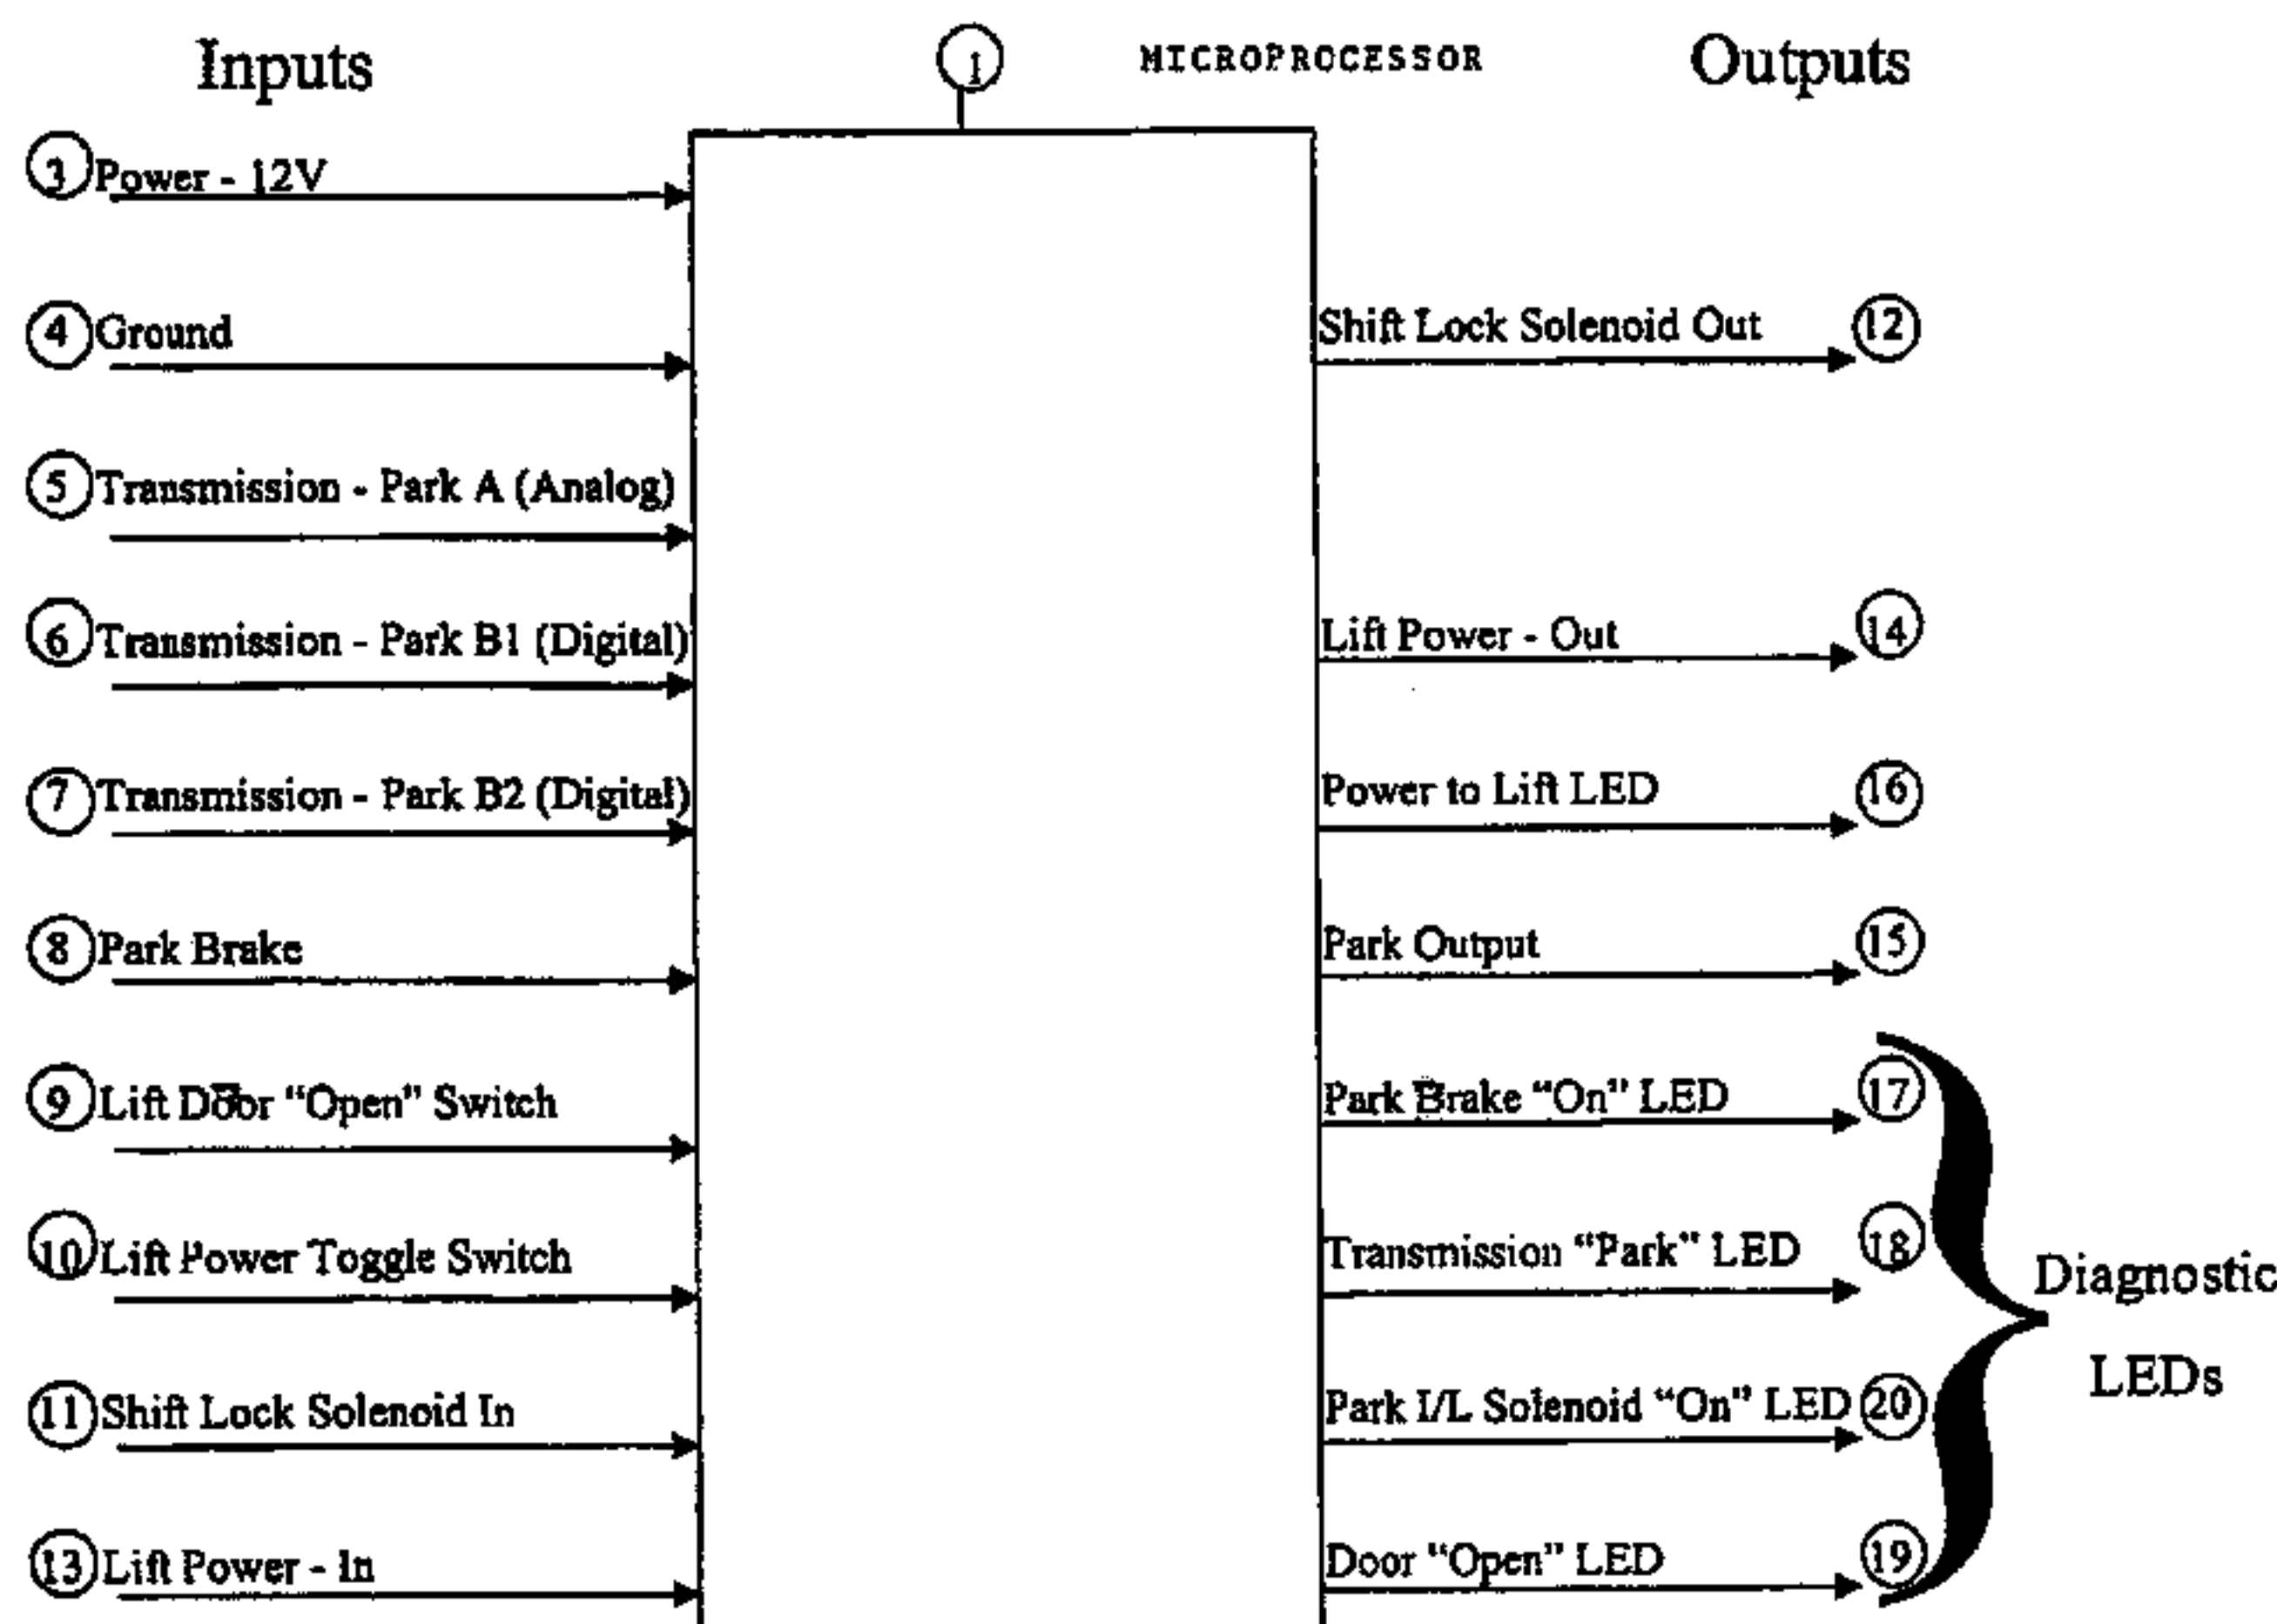 Inputs
1
MICROPROCESSOR
Outputs
3 Power - 12V
4 Ground
5 Transmission - Park A (Analog)
6 Transmission - Park B1 (Digital)
7 Transmission - Park B2 (Digital)
8 Park Brake
9 Lift Door "Open" Switch
10 Lift Power Toggle Switch
11 Shift Lock Solenoid In
13 Lift Power - In
Shift Lock Solenoid Out 12
Lift Power - Out 14
Power to Lift LED 16
Park Output 15
Park Brake "On" LED 17
Transmission "Park" LED 18
Park I/L Solenoid "On" LED 20
Door "Open" LED 19
Diagnostic
LEDs